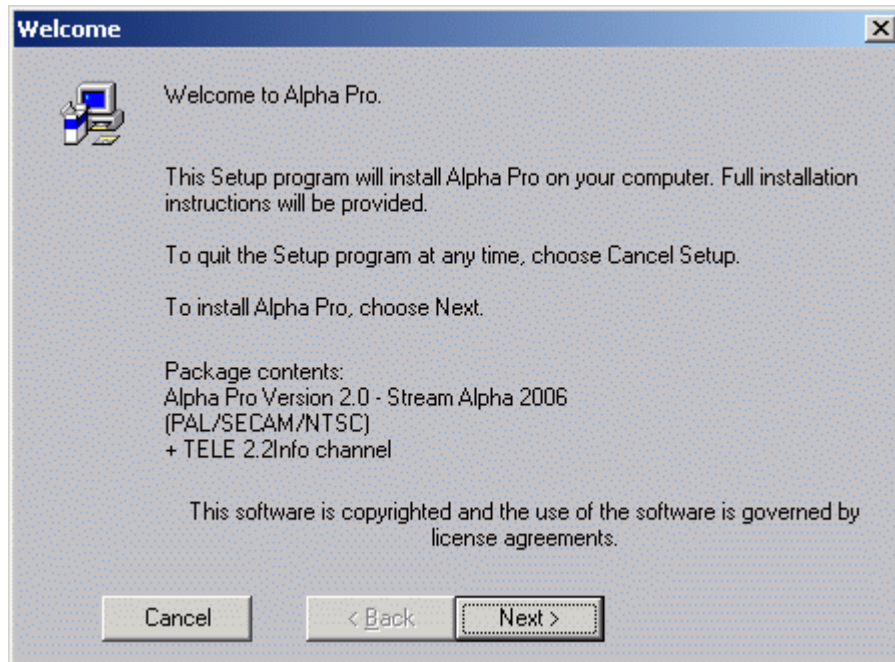 Welcome
Welcome to Alpha Pro.
This Setup program will install Alpha Pro on your computer. Full installation
instructions will be provided.
To quit the Setup program at any time, choose Cancel Setup.
To install Alpha Pro, choose Next.
Package contents:
Alpha Pro Version 2.0 - Stream Alpha 2006
(PAL/SECAM/NTSC)
+ TELE 2.2Info channel
This software is copyrighted and the use of the software is governed by
license agreements.
Cancel < Back Next >